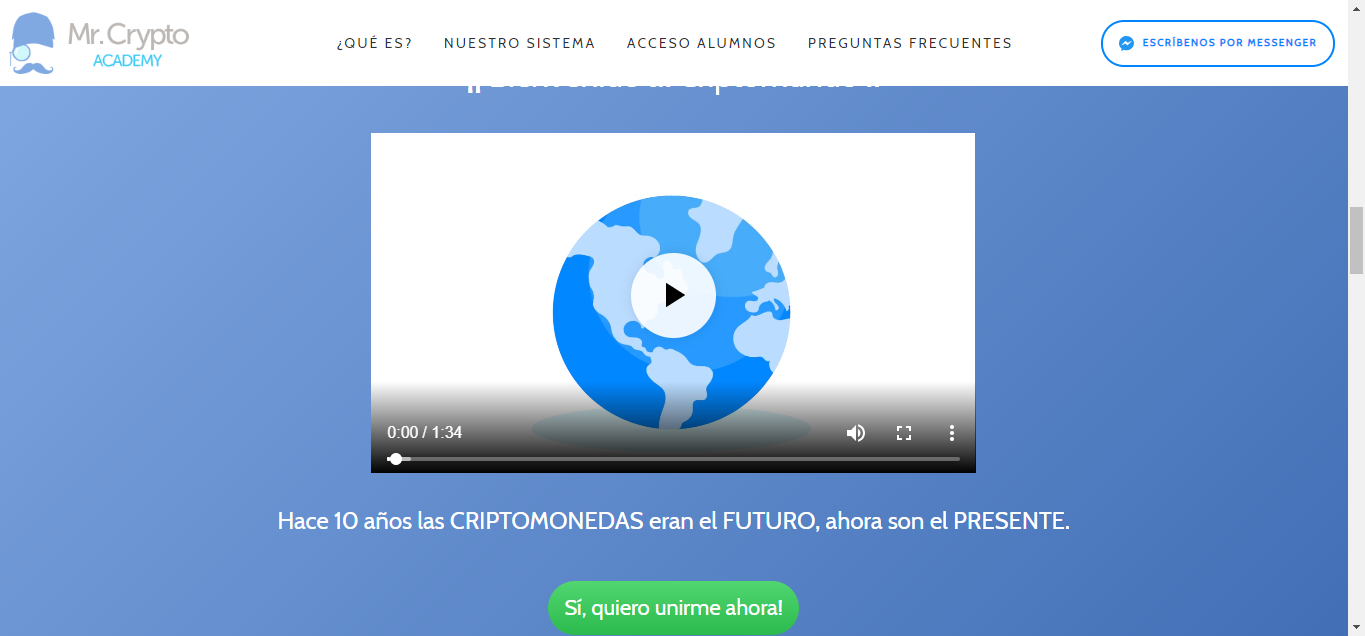 Mr. Crypto
ACADEMY
¿QUÉ ES?
NUESTRO SISTEMA
ACCESO ALUMNOS
PREGUNTAS FRECUENTES
ESCRÍBENOS POR MESSENGER
0:00 / 1:34
Hace 10 años las CRIPTOMONEDAS eran el FUTURO, ahora son el PRESENTE.
Sí, quiero unirme ahora!